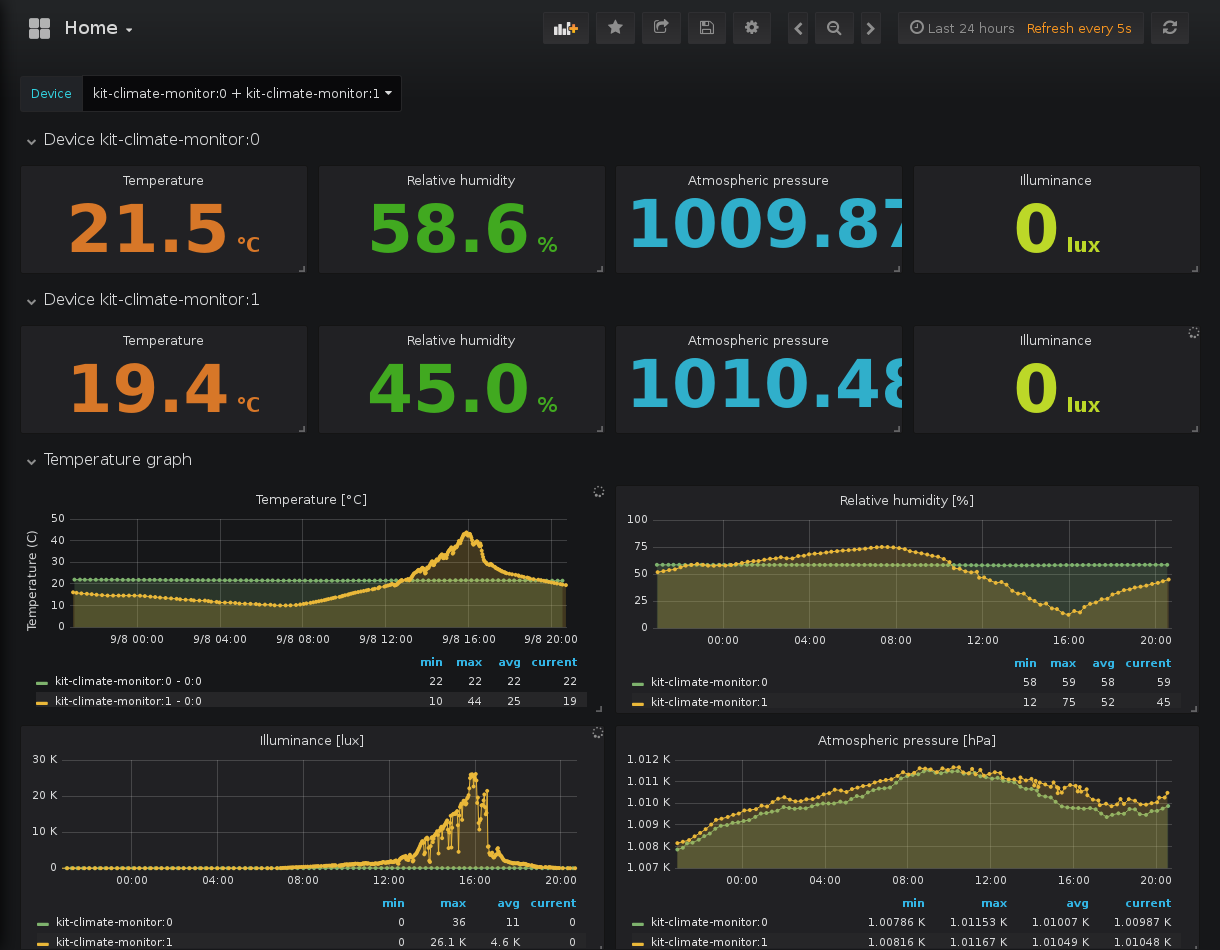 Home
Last 24 hours Refresh every 5s
Device kit-climate-monitor:0 + kit-climate-monitor:1
Device kit-climate-monitor:0
Temperature Relative humidity Atmospheric pressure Illuminance
21.5 °C 58.6 % 1009.87 0 lux
Device kit-climate-monitor:1
Temperature Relative humidity Atmospheric pressure Illuminance
19.4 °C 45.0 % 1010.48 0 lux
Temperature graph
Temperature [°C]
Temperature (C)
50
40
30
20
10
0
9/8 00:00 9/8 04:00 9/8 08:00 9/8 12:00 9/8 16:00 9/8 20:00
min max avg current
kit-climate-monitor:0 - 0:0 22 22 22 22
kit-climate-monitor:1 - 0:0 10 44 25 19
Relative humidity [%]
100
75
50
25
0
00:00 04:00 08:00 12:00 16:00 20:00
min max avg current
kit-climate-monitor:0 58 59 58 59
kit-climate-monitor:1 12 75 52 45
Illuminance [lux]
30 K
20 K
10 K
0
00:00 04:00 08:00 12:00 16:00 20:00
min max avg current
kit-climate-monitor:0 0 36 11 0
kit-climate-monitor:1 0 26.1 K 4.6 K 0
Atmospheric pressure [hPa]
1.012 K
1.011 K
1.010 K
1.009 K
1.008 K
1.007 K
00:00 04:00 08:00 12:00 16:00 20:00
min max avg current
kit-climate-monitor:0 1.00786 K 1.01153 K 1.01007 K 1.00987 K
kit-climate-monitor:1 1.00816 K 1.01167 K 1.01049 K 1.01048 K